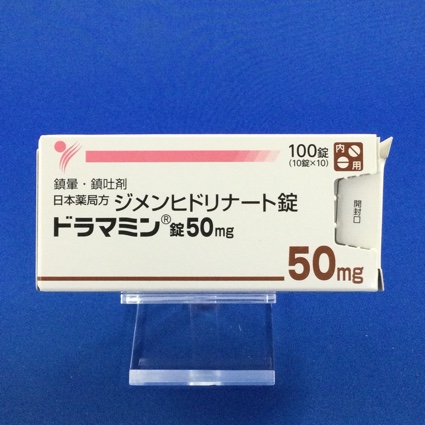 100錠
(10錠×10)
内用
鎮暈・鎮吐剤
日本薬局方 ジメンヒドリナート錠
ドラマミン®錠50mg
開封口
50mg